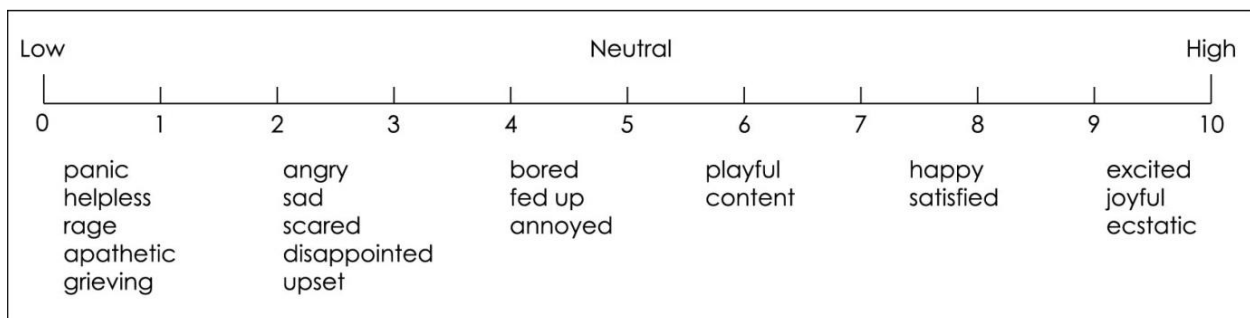 Low Neutral High
0 1 2 3 4 5 6 7 8 9 10
panic angry bored playful happy excited
helpless sad fed up content satisfied joyful
rage scared annoyed ecstatic
apathetic disappointed
grieving upset